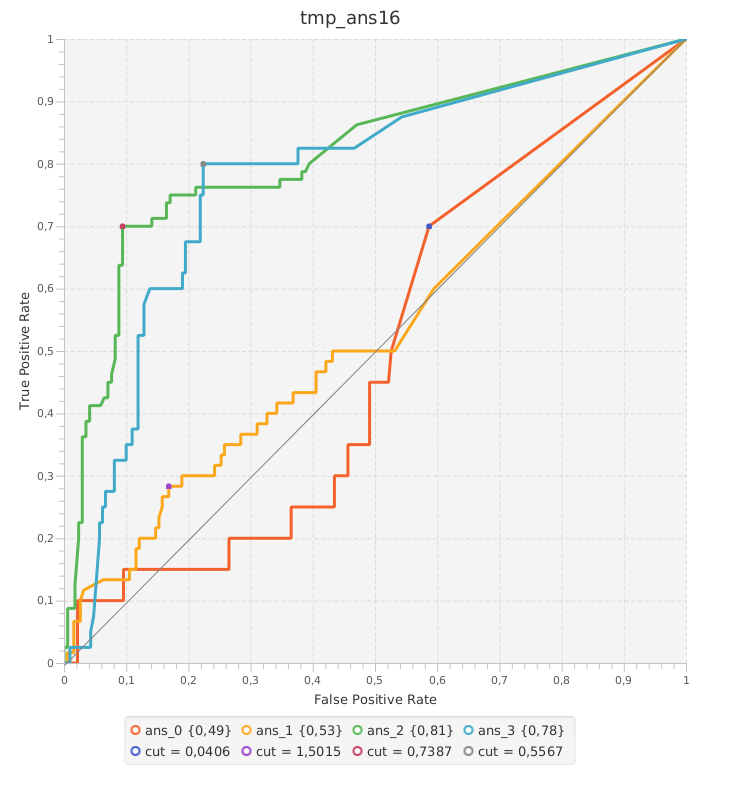 tmp_ans16
1
0,9
0,8
0,7
0,6
0,5
0,4
0,3
0,2
0,1
0
True Positive Rate
0 0,1 0,2 0,3 0,4 0,5 0,6 0,7 0,8 0,9 1
False Positive Rate
ans_0 {0,49} ans_1 {0,53} ans_2 {0,81} ans_3 {0,78}
cut = 0,0406 cut = 1,5015 cut = 0,7387 cut = 0,5567